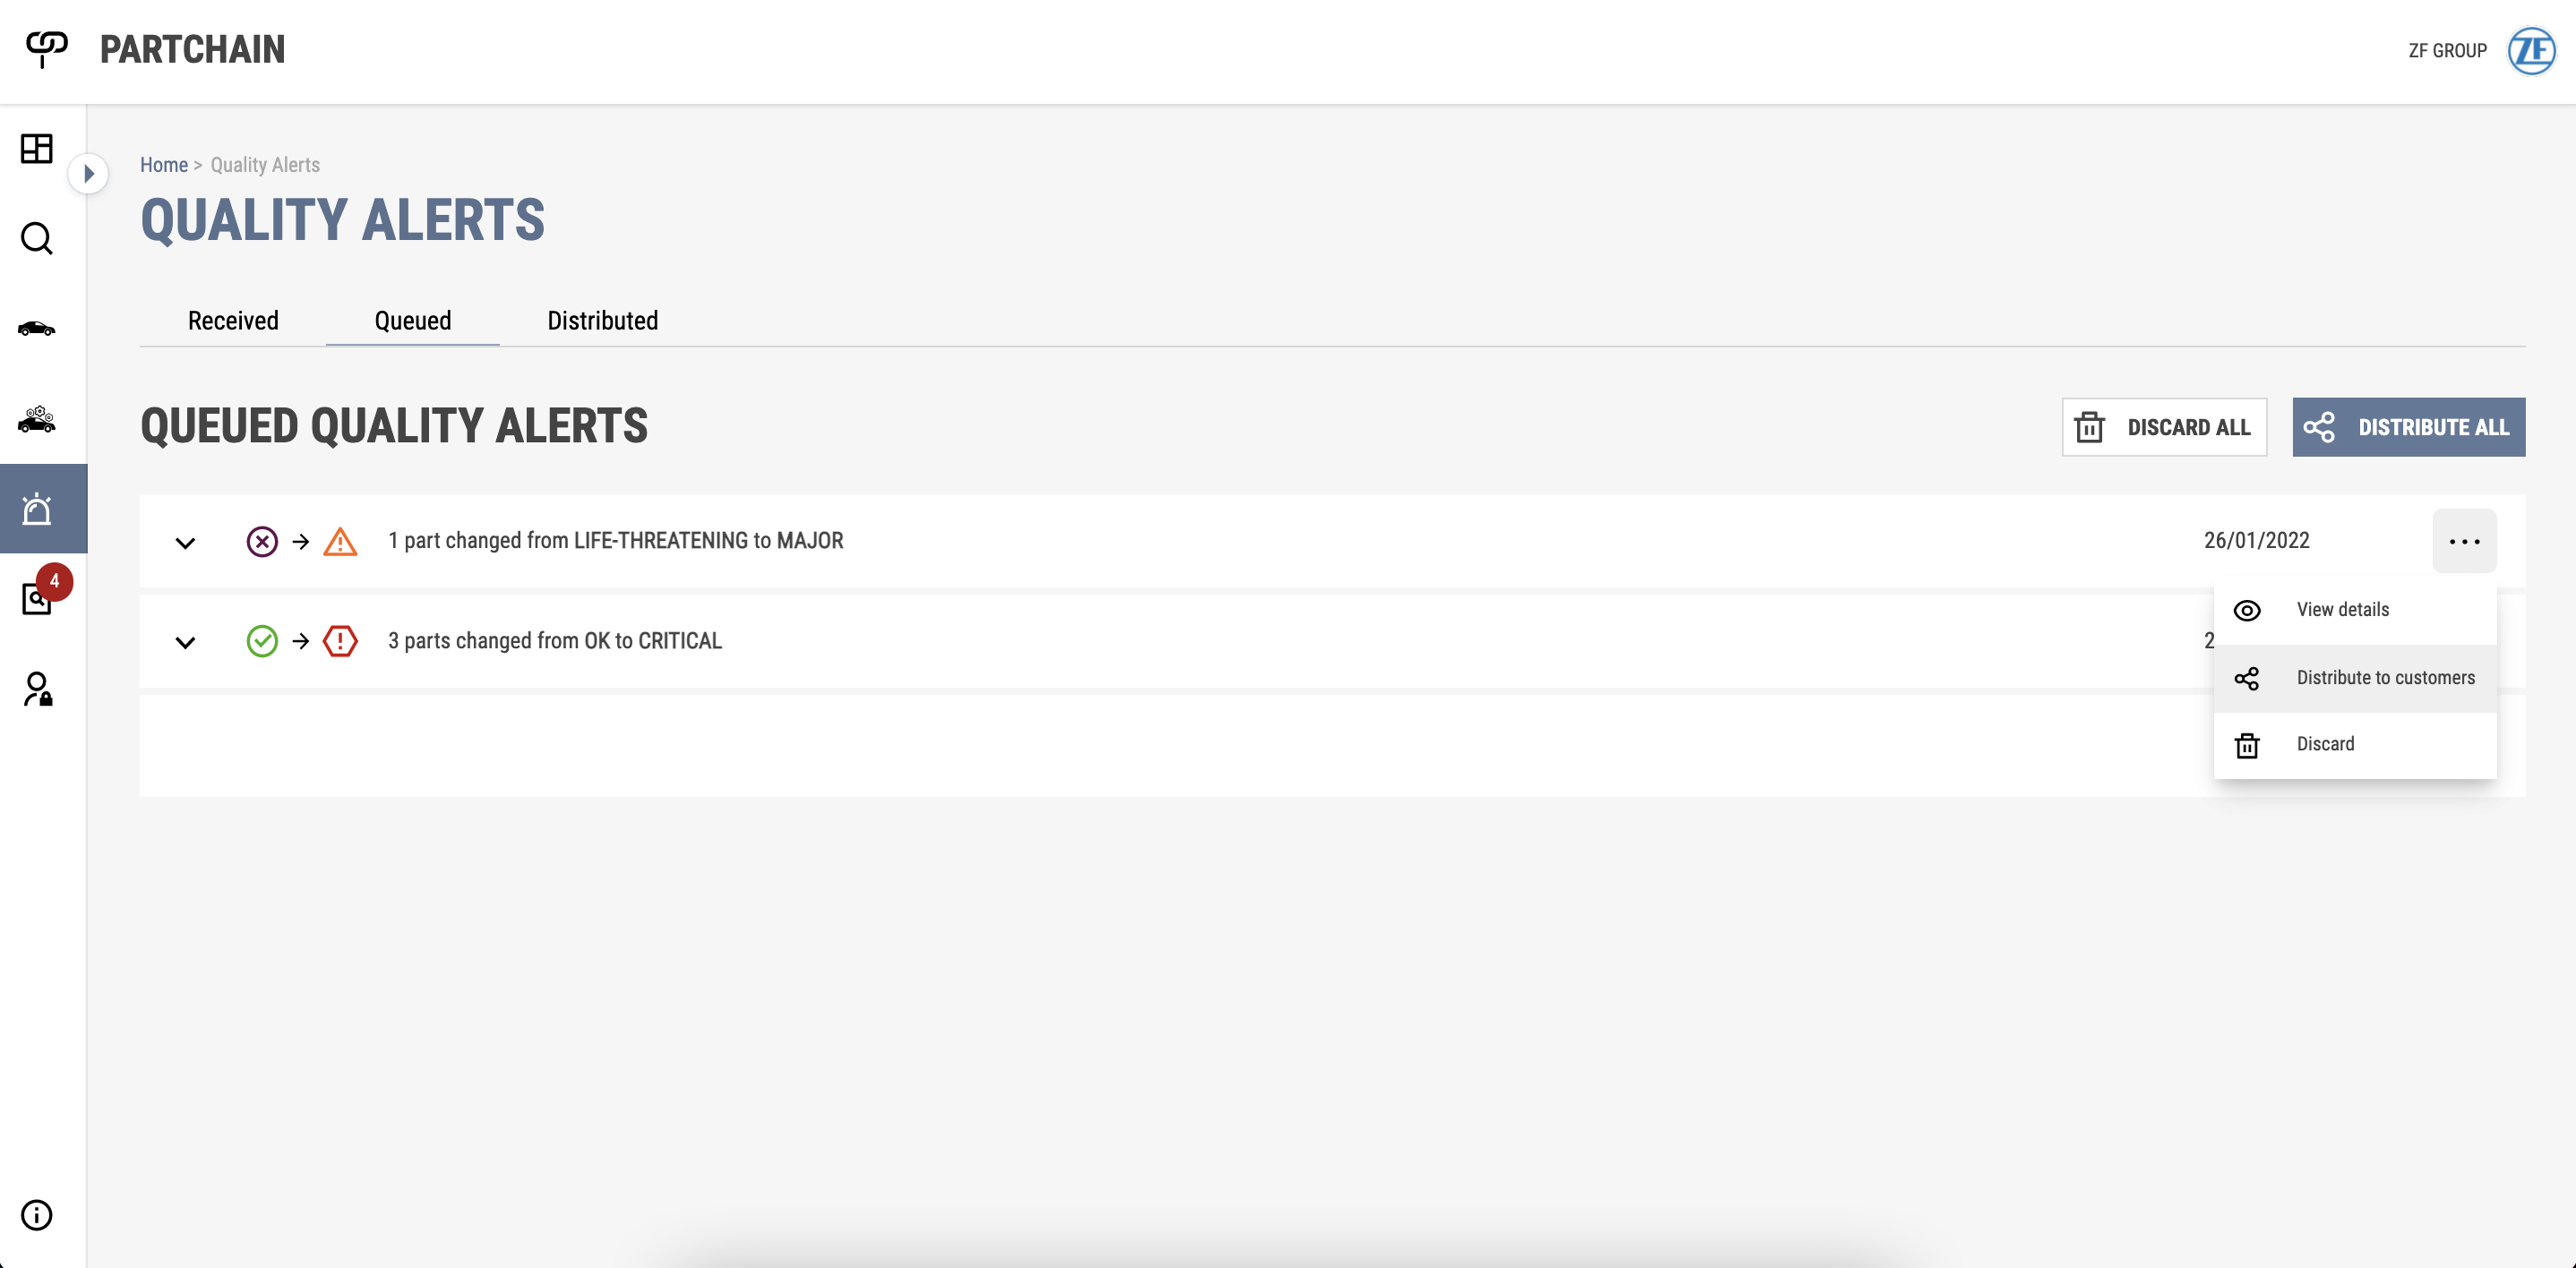 PARTCHAIN
ZF GROUP
ZF
Home > Quality Alerts
QUALITY ALERTS
Received Queued Distributed
QUEUED QUALITY ALERTS
DISCARD ALL
DISTRIBUTE ALL
1 part changed from LIFE-THREATENING to MAJOR 26/01/2022 ...
3 parts changed from OK to CRITICAL 2
View details
Distribute to customers
Discard
4